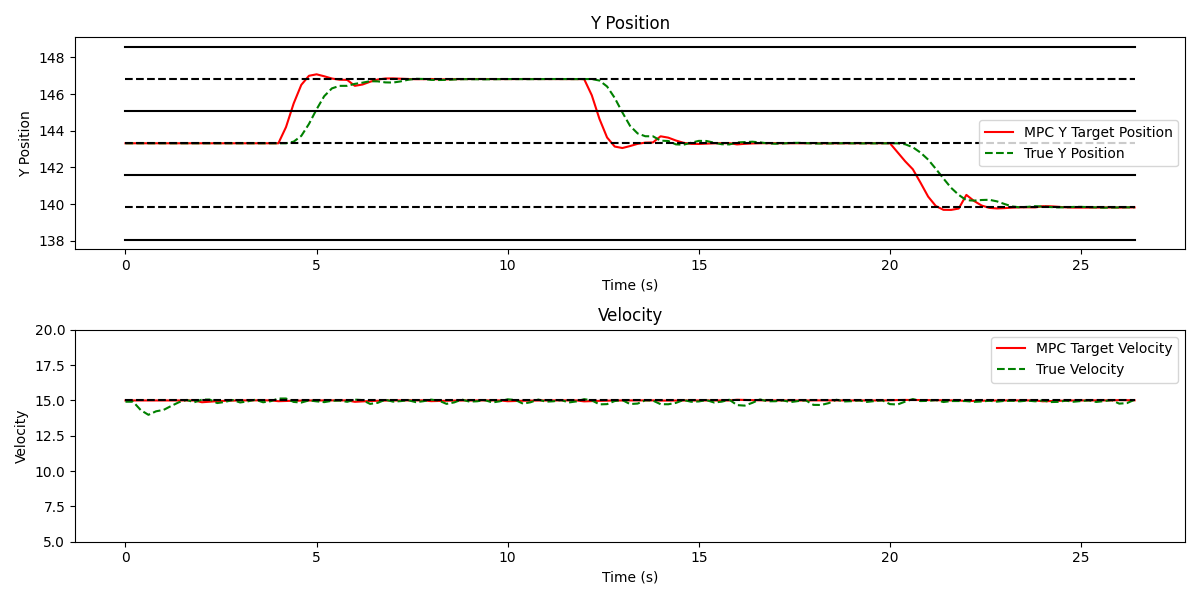 Y Position
148
146
144
142
140
138
Y Position
MPC Y Target Position
True Y Position
0
5
10
15
20
25
Time (s)
Velocity
20.0
17.5
15.0
12.5
10.0
7.5
5.0
Velocity
MPC Target Velocity
True Velocity
0
5
10
15
20
25
Time (s)